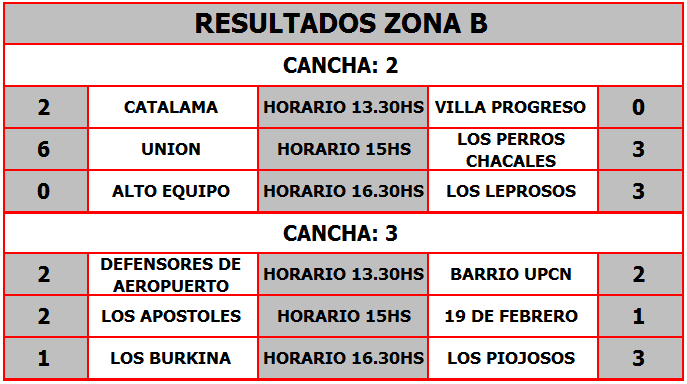 RESULTADOS ZONA B
CANCHA: 2
2 CATALAMA HORARIO 13.30HS VILLA PROGRESO 0
6 UNION HORARIO 15HS LOS PERROS CHACALES 3
0 ALTO EQUIPO HORARIO 16.30HS LOS LEPROSOS 3
CANCHA: 3
2 DEFENSORES DE AEROPUERTO HORARIO 13.30HS BARRIO UPCN 2
2 LOS APOSTOLES HORARIO 15HS 19 DE FEBRERO 1
1 LOS BURKINA HORARIO 16.30HS LOS PIOJOSOS 3